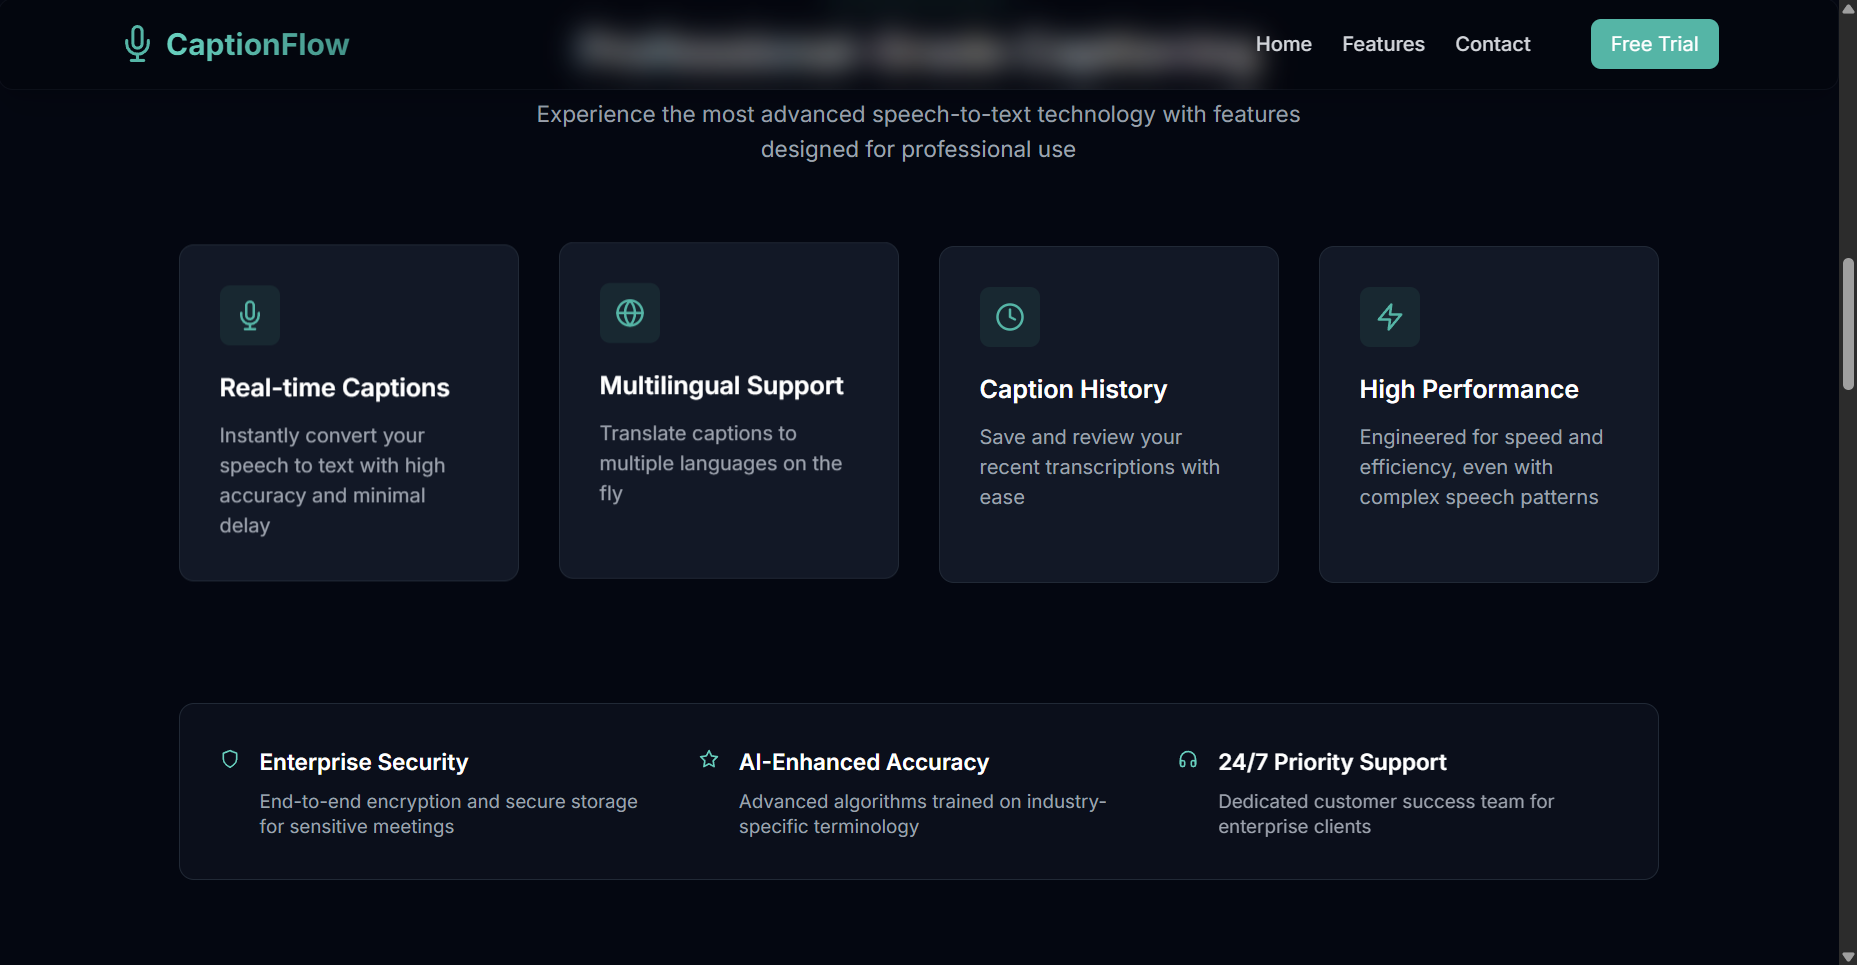 CaptionFlow
Home
Features
Contact
Free Trial
Experience the most advanced speech-to-text technology with features
designed for professional use
Real-time Captions
Instantly convert your
speech to text with high
accuracy and minimal
delay
Multilingual Support
Translate captions to
multiple languages on the
fly
Caption History
Save and review your
recent transcriptions with
ease
High Performance
Engineered for speed and
efficiency, even with
complex speech patterns
Enterprise Security
End-to-end encryption and secure storage
for sensitive meetings
AI-Enhanced Accuracy
Advanced algorithms trained on industry-
specific terminology
24/7 Priority Support
Dedicated customer success team for
enterprise clients